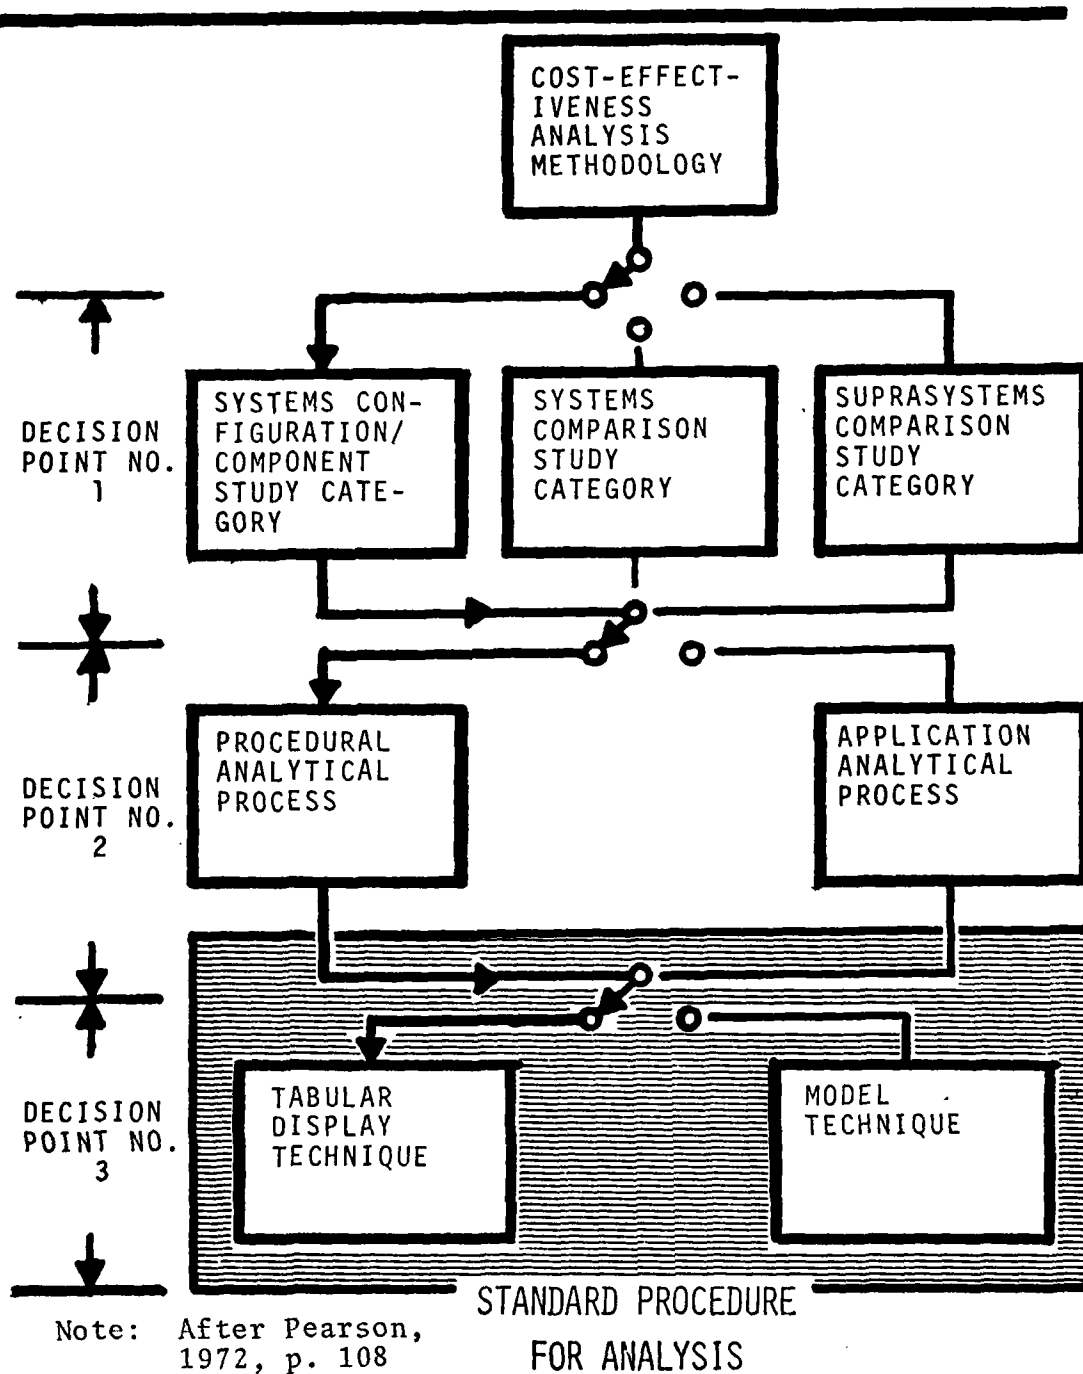 COST-EFFECT-
IVENESS
ANALYSIS
METHODOLOGY
DECISION
POINT NO.
1
SYSTEMS CON-
FIGURATION/
COMPONENT
STUDY CATE-
GORY
SYSTEMS
COMPARISON
STUDY
CATEGORY
SUPRASYSTEMS
COMPARISON
STUDY
CATEGORY
DECISION
POINT NO.
2
PROCEDURAL
ANALYTICAL
PROCESS
APPLICATION
ANALYTICAL
PROCESS
DECISION
POINT NO.
3
TABULAR
DISPLAY
TECHNIQUE
MODEL
TECHNIQUE
STANDARD PROCEDURE
FOR ANALYSIS
Note: After Pearson,
1972, p. 108